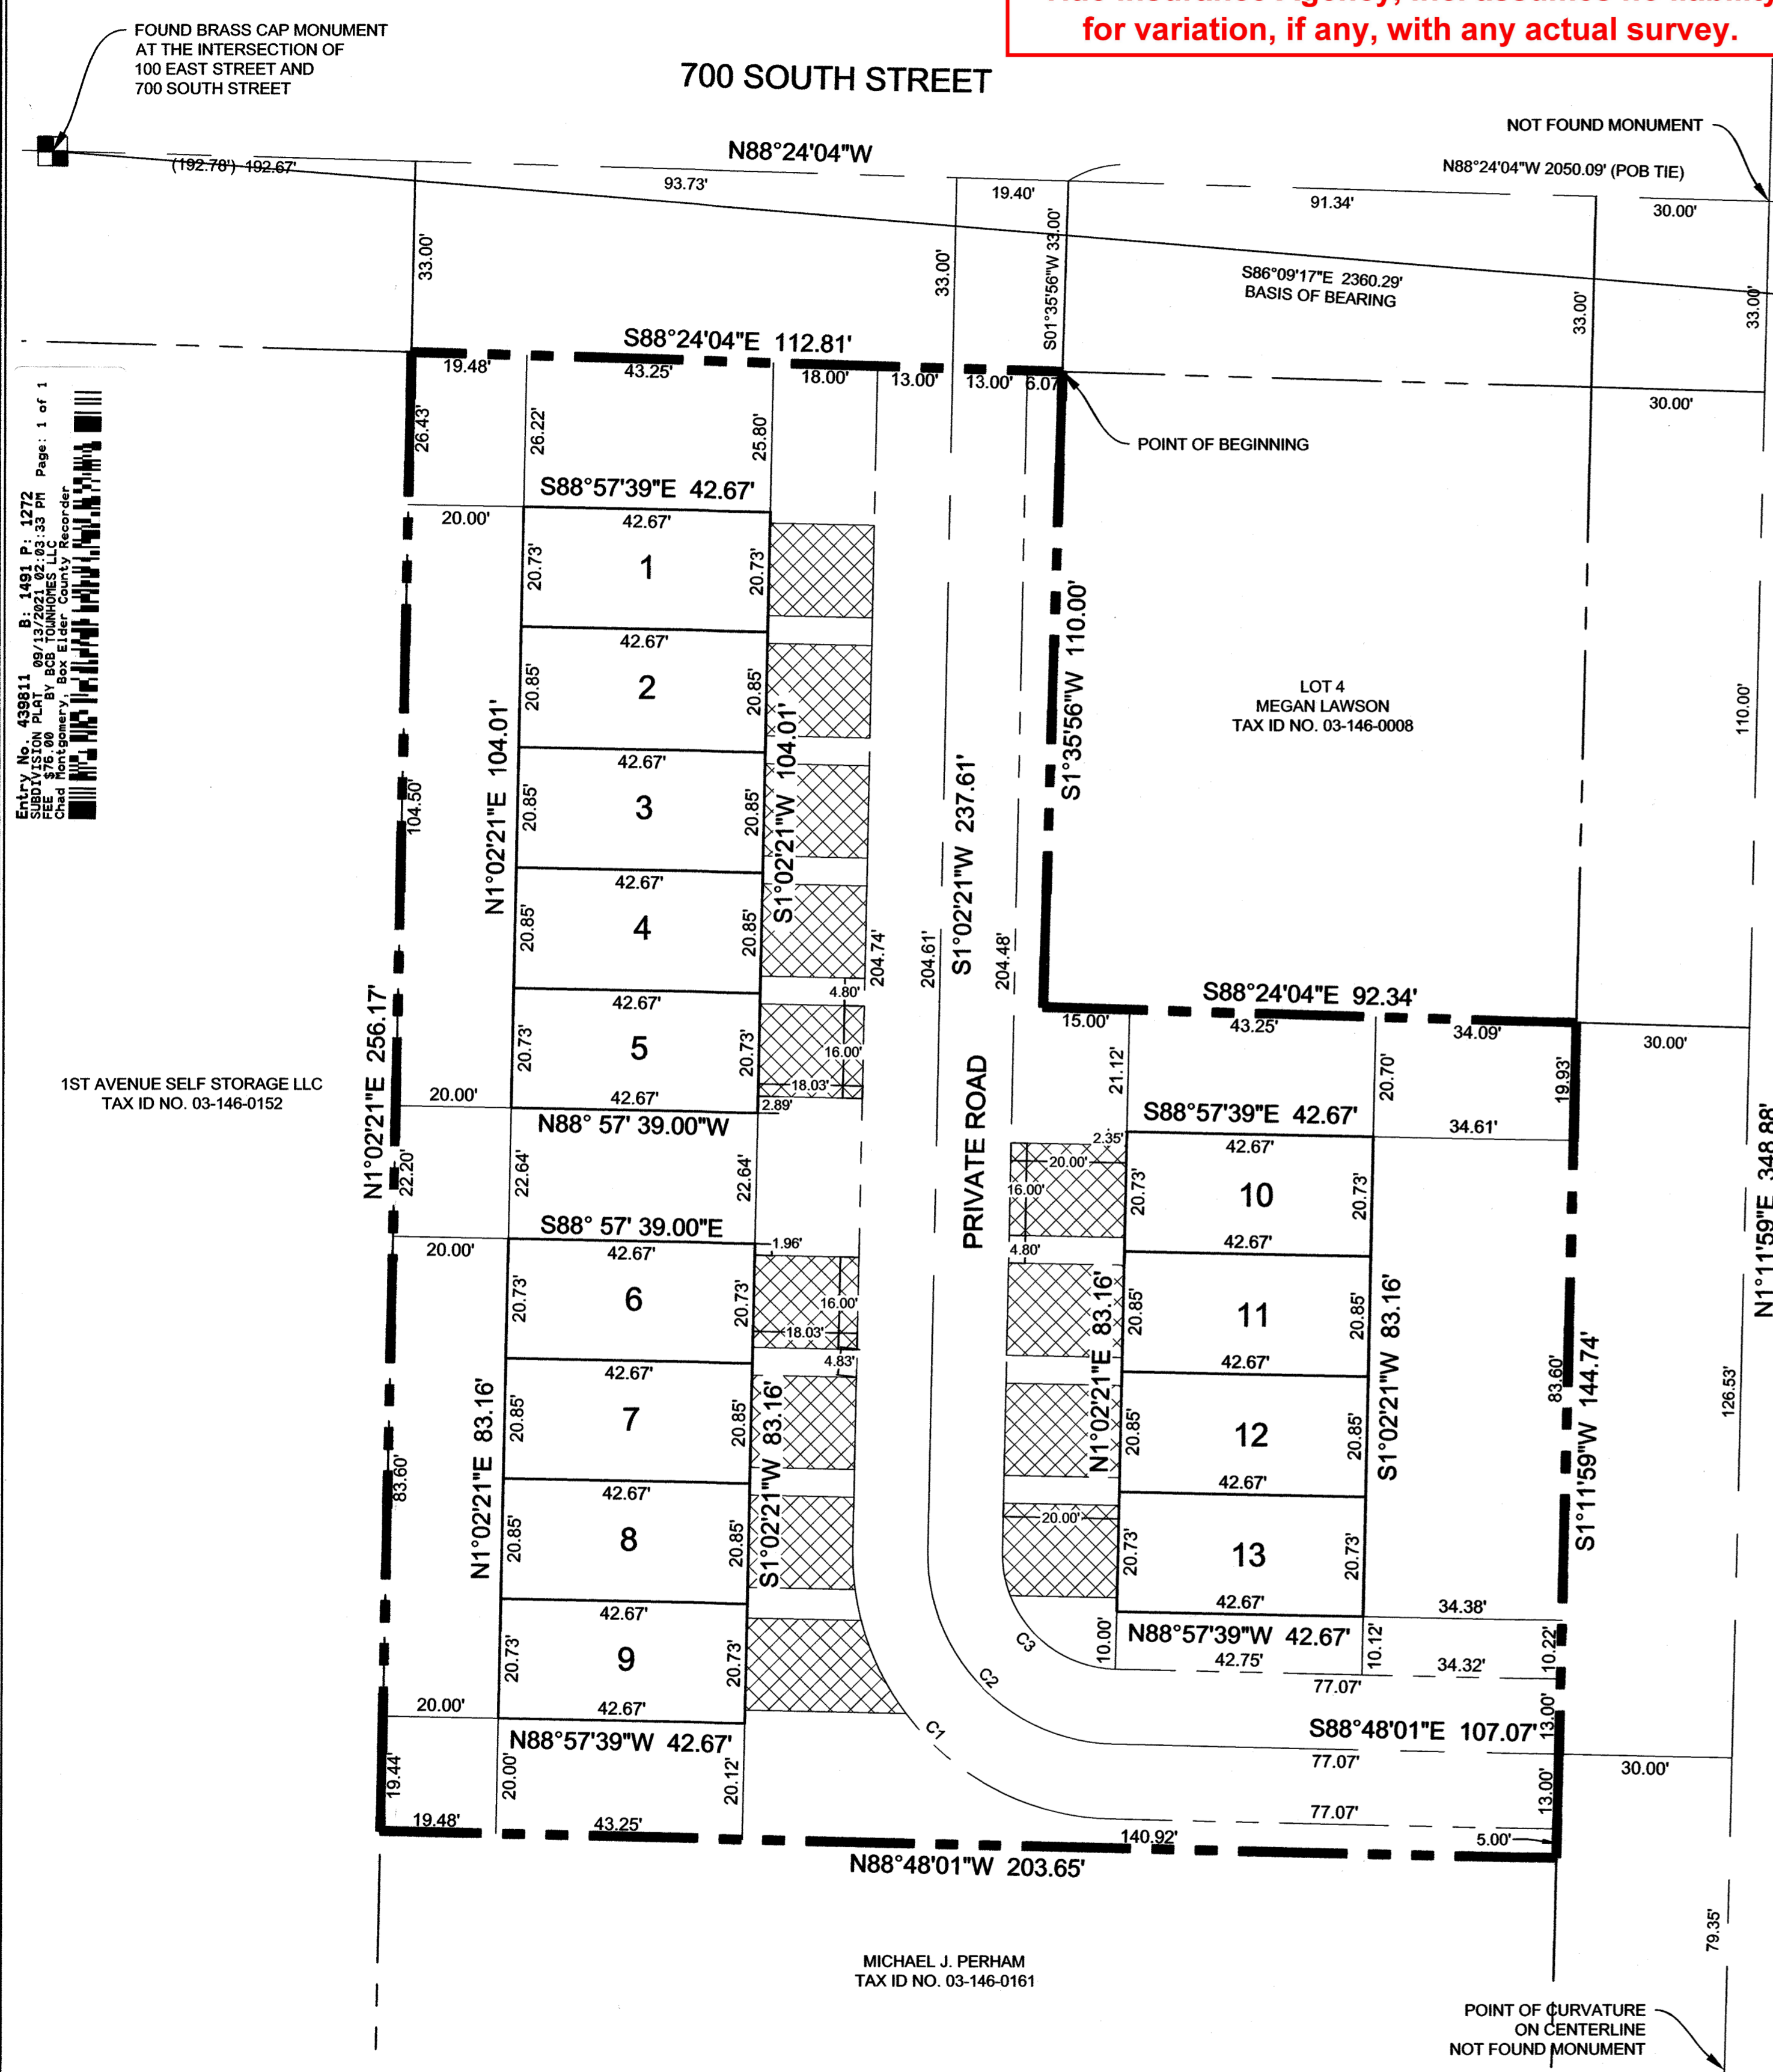 for variation, if any, with any actual survey.
FOUND BRASS CAP MONUMENT
AT THE INTERSECTION OF
100 EAST STREET AND
700 SOUTH STREET
700 SOUTH STREET
NOT FOUND MONUMENT
N88°24'04"W
N88°24'04"W 2050.09' (POB TIE)
(192.78') 192.67'
93.73'
19.40'
91.34'
30.00'
33.00'
33.00'
S01°35'56"W 33.00'
S86°09'17"E 2360.29'
BASIS OF BEARING
33.00'
33.00'
S88°24'04"E 112.81'
19.48'
43.25'
18.00'
13.00'
13.00'
6.07'
30.00'
26.43'
26.22'
25.80'
POINT OF BEGINNING
Entry No. 439811 B: 1491 P: 1272
SUBDIVISION PLAT 09/13/2021 02:03:33 PM Page: 1 of 1
FEE $76.00 BY BCB TOWNHOMES LLC
Chad Montgomery, Box Elder County Recorder
S88°57'39"E 42.67'
20.00'
42.67'
20.73'
1
20.73'
42.67'
20.85'
2
20.85'
42.67'
20.85'
3
20.85'
42.67'
20.85'
4
20.85'
42.67'
20.73'
5
20.73'
42.67'
N1°02'21"E 104.01'
S1°02'21"W 104.01'
104.50'
204.74'
204.61'
204.48'
S1°02'21"W 237.61'
S1°35'56"W 110.00'
LOT 4
MEGAN LAWSON
TAX ID NO. 03-146-0008
110.00'
4.80'
16.00'
18.03'
2.89'
S88°24'04"E 92.34'
15.00'
43.25'
34.09'
30.00'
N1°02'21"E 256.17'
1ST AVENUE SELF STORAGE LLC
TAX ID NO. 03-146-0152
20.00'
N88° 57' 39.00"W
22.20'
22.64'
22.64'
S88° 57' 39.00"E
20.00'
PRIVATE ROAD
21.12'
20.70'
19.93'
S88°57'39"E 42.67'
34.61'
2.35'
42.67'
20.00'
16.00'
20.73'
10
20.73'
4.80'
42.67'
20.85'
11
20.85'
42.67'
20.85'
12
20.85'
42.67'
20.00'
20.73'
13
20.73'
42.67'
N1°02'21"E 83.16'
S1°02'21"W 83.16'
83.60'
S1°11'59"W 144.74'
126.53'
N1°11'59"E 348.88'
42.67'
1.96'
20.73'
6
20.73'
16.00'
18.03'
4.83'
42.67'
20.85'
7
20.85'
42.67'
20.85'
8
20.85'
42.67'
20.73'
9
20.73'
42.67'
N1°02'21"E 83.16'
S1°02'21"W 83.16'
83.60'
34.38'
N88°57'39"W 42.67'
10.00'
42.75'
10.12'
34.32'
10.22'
77.07'
C3
C2
C1
S88°48'01"E 107.07'
13.00'
77.07'
30.00'
13.00'
77.07'
20.00'
N88°57'39"W 42.67'
19.44'
20.00'
20.12'
19.48'
43.25'
140.92'
5.00'
N88°48'01"W 203.65'
79.35'
MICHAEL J. PERHAM
TAX ID NO. 03-146-0161
POINT OF CURVATURE
ON CENTERLINE
NOT FOUND MONUMENT